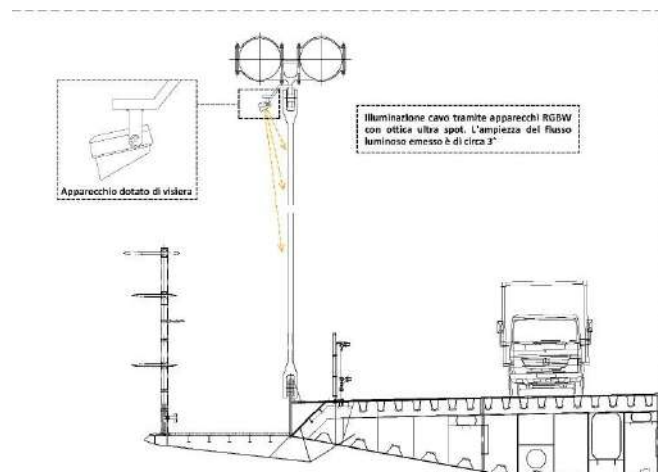 Illuminazione cavo tramite apparecchi RGBW
con ottica ultra spot. L'ampiezza del flusso
luminoso emesso è di circa 3°
Apparecchio dotato di visiera